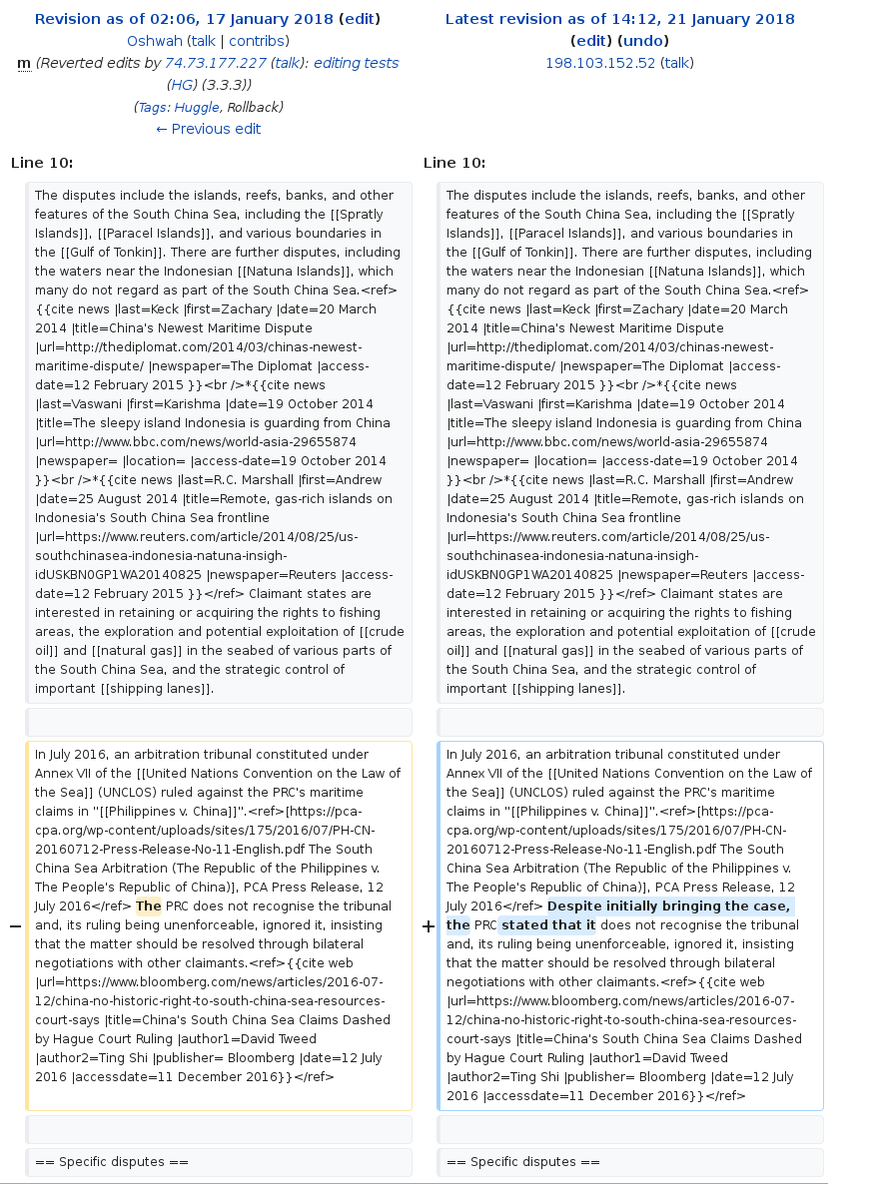 Revision as of 02:06, 17 January 2018 (edit)
Oshwah (talk | contribs)
m (Reverted edits by 74.73.177.227 (talk): editing tests
(HG) (3.3.3))
(Tags: Huggle, Rollback)
← Previous edit
Latest revision as of 14:12, 21 January 2018
(edit) (undo)
198.103.152.52 (talk)
Line 10:
Line 10:
The disputes include the islands, reefs, banks, and other
features of the South China Sea, including the [[Spratly
Islands]], [[Paracel Islands]], and various boundaries in
the [[Gulf of Tonkin]]. There are further disputes, including
the waters near the Indonesian [[Natuna Islands]], which
many do not regard as part of the South China Sea.<ref>
{{cite news |last=Keck |first=Zachary |date=20 March
2014 |title=China's Newest Maritime Dispute
|url=http://thediplomat.com/2014/03/chinas-newest-
maritime-dispute/ |newspaper=The Diplomat |access-
date=12 February 2015 }}<br />*{{cite news
|last=Vaswani |first=Karishma |date=19 October 2014
|title=The sleepy island Indonesia is guarding from China
|url=http://www.bbc.com/news/world-asia-29655874
|newspaper= |location= |access-date=19 October 2014
}}<br />*{{cite news |last=R.C. Marshall |first=Andrew
|date=25 August 2014 |title=Remote, gas-rich islands on
Indonesia's South China Sea frontline
|url=https://www.reuters.com/article/2014/08/25/us-
southchinasea-indonesia-natuna-insigh-
idUSKBN0GP1WA20140825 |newspaper=Reuters |access-
date=12 February 2015 }}</ref> Claimant states are
interested in retaining or acquiring the rights to fishing
areas, the exploration and potential exploitation of [[crude
oil]] and [[natural gas]] in the seabed of various parts of
the South China Sea, and the strategic control of
important [[shipping lanes]].
The disputes include the islands, reefs, banks, and other
features of the South China Sea, including the [[Spratly
Islands]], [[Paracel Islands]], and various boundaries in
the [[Gulf of Tonkin]]. There are further disputes, including
the waters near the Indonesian [[Natuna Islands]], which
many do not regard as part of the South China Sea.<ref>
{{cite news |last=Keck |first=Zachary |date=20 March
2014 |title=China's Newest Maritime Dispute
|url=http://thediplomat.com/2014/03/chinas-newest-
maritime-dispute/ |newspaper=The Diplomat |access-
date=12 February 2015 }}<br />*{{cite news
|last=Vaswani |first=Karishma |date=19 October 2014
|title=The sleepy island Indonesia is guarding from China
|url=http://www.bbc.com/news/world-asia-29655874
|newspaper= |location= |access-date=19 October 2014
}}<br />*{{cite news |last=R.C. Marshall |first=Andrew
|date=25 August 2014 |title=Remote, gas-rich islands on
Indonesia's South China Sea frontline
|url=https://www.reuters.com/article/2014/08/25/us-
southchinasea-indonesia-natuna-insigh-
idUSKBN0GP1WA20140825 |newspaper=Reuters |access-
date=12 February 2015 }}</ref> Claimant states are
interested in retaining or acquiring the rights to fishing
areas, the exploration and potential exploitation of [[crude
oil]] and [[natural gas]] in the seabed of various parts of
the South China Sea, and the strategic control of
important [[shipping lanes]].
In July 2016, an arbitration tribunal constituted under
Annex VII of the [[United Nations Convention on the Law of
the Sea]] (UNCLOS) ruled against the PRC's maritime
claims in "[[Philippines v. China]]".<ref>[https://pca-
cpa.org/wp-content/uploads/sites/175/2016/07/PH-CN-
20160712-Press-Release-No-11-English.pdf The South
China Sea Arbitration (The Republic of the Philippines v.
The People's Republic of China)], PCA Press Release, 12
July 2016</ref> The PRC does not recognise the tribunal
− and, its ruling being unenforceable, ignored it, insisting
that the matter should be resolved through bilateral
negotiations with other claimants.<ref>{{cite web
|url=https://www.bloomberg.com/news/articles/2016-07-
12/china-no-historic-right-to-south-china-sea-resources-
court-says |title=China's South China Sea Claims Dashed
by Hague Court Ruling |author1=David Tweed
|author2=Ting Shi |publisher= Bloomberg |date=12 July
2016 |accessdate=11 December 2016}}</ref>
In July 2016, an arbitration tribunal constituted under
Annex VII of the [[United Nations Convention on the Law of
the Sea]] (UNCLOS) ruled against the PRC's maritime
claims in "[[Philippines v. China]]".<ref>[https://pca-
cpa.org/wp-content/uploads/sites/175/2016/07/PH-CN-
20160712-Press-Release-No-11-English.pdf The South
China Sea Arbitration (The Republic of the Philippines v.
The People's Republic of China)], PCA Press Release, 12
July 2016</ref> Despite initially bringing the case,
+ the PRC stated that it does not recognise the tribunal
and, its ruling being unenforceable, ignored it, insisting
that the matter should be resolved through bilateral
negotiations with other claimants.<ref>{{cite web
|url=https://www.bloomberg.com/news/articles/2016-07-
12/china-no-historic-right-to-south-china-sea-resources-
court-says |title=China's South China Sea Claims Dashed
by Hague Court Ruling |author1=David Tweed
|author2=Ting Shi |publisher= Bloomberg |date=12 July
2016 |accessdate=11 December 2016}}</ref>
== Specific disputes ==
== Specific disputes ==